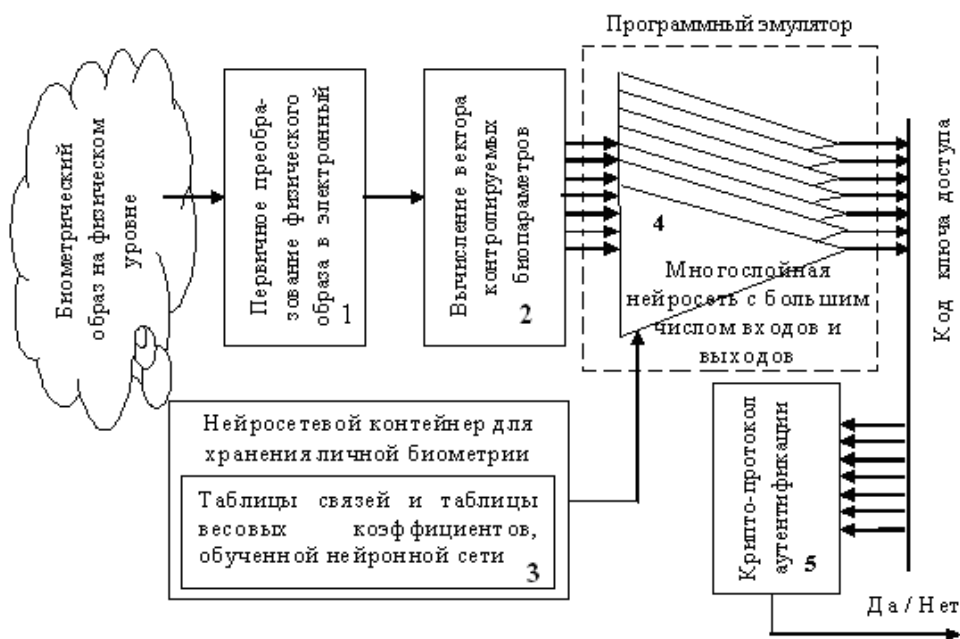 Программный эмулятор
Биометрический
образ на физическом
уровне
Первичное преобра-
зование физического
образа в электронный
1
Вычисление вектора
контролируемых
биопараметров
2
4
Многослойная
нейросеть с большим
числом входов и
выходов
Код ключа доступа
Нейросетевой контейнер для
хранения личной биометрии
Таблицы связей и таблицы
весовых коэффициентов,
обученной нейронной сети
3
Крипто-протокол
аутентификации
5
Да / Нет